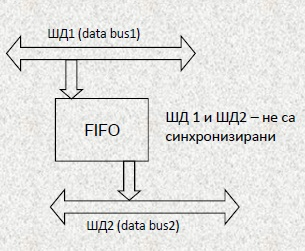 ШД1 (data bus1)
FIFO
ШД 1 и ШД2 – не са
синхронизирани
ШД2 (data bus2)